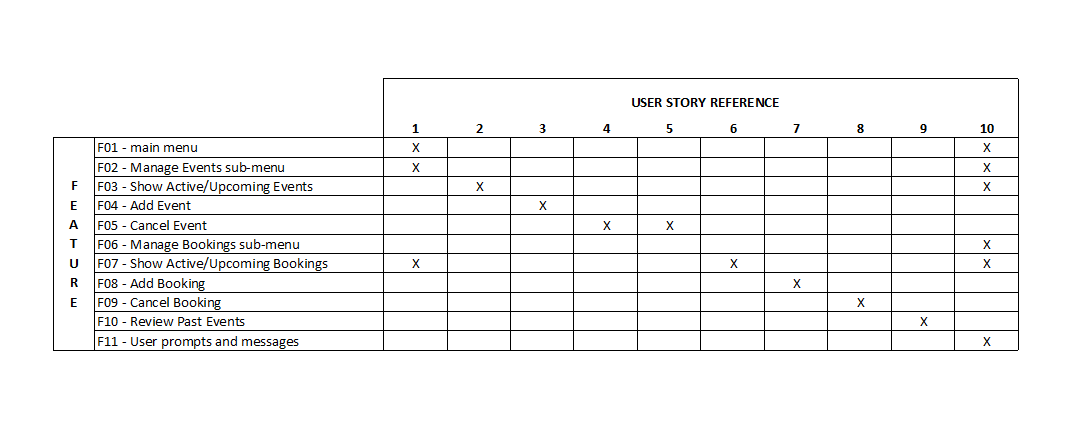 USER STORY REFERENCE
1 2 3 4 5 6 7 8 9 10
F01 - main menu X X
F02 - Manage Events sub-menu X X
F F03 - Show Active/Upcoming Events X X
E F04 - Add Event X
A F05 - Cancel Event X X
T F06 - Manage Bookings sub-menu X
U F07 - Show Active/Upcoming Bookings X X X
R F08 - Add Booking X
E F09 - Cancel Booking X
F10 - Review Past Events X
F11 - User prompts and messages X